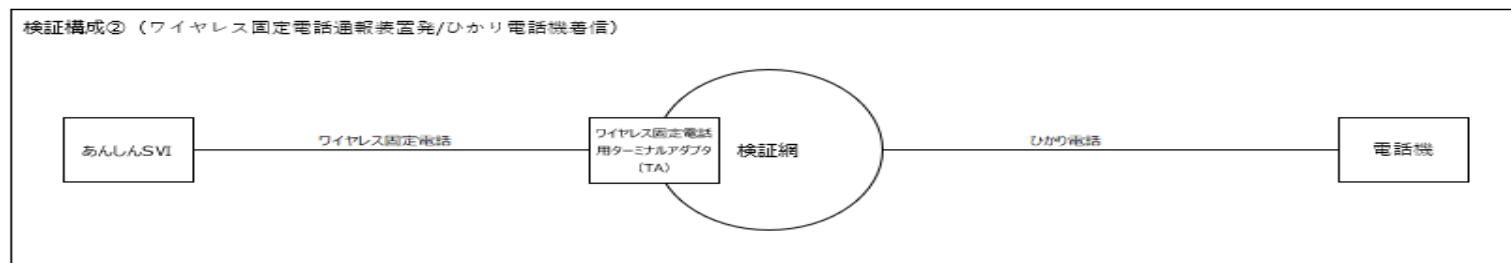 検証構成②（ワイヤレス固定電話通報装置発/ひかり電話機着信）
あんしんSVI
ワイヤレス固定電話
ワイヤレス固定電話
用ターミナルアダプタ
（TA）
検証網
ひかり電話
電話機